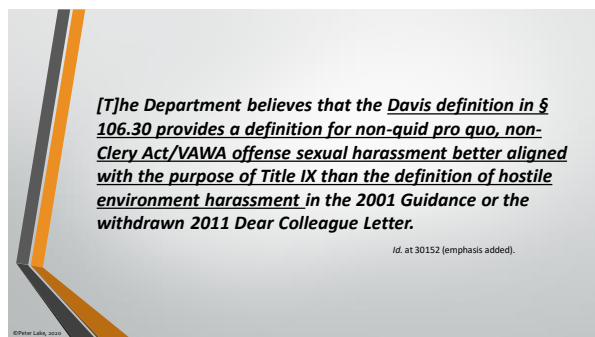 [T]he Department believes that the Davis definition in §
106.30 provides a definition for non-quid pro quo, non-
Clery Act/VAWA offense sexual harassment better aligned
with the purpose of Title IX than the definition of hostile
environment harassment in the 2001 Guidance or the
withdrawn 2011 Dear Colleague Letter.
Id. at 30152 (emphasis added).
©Peter Lake, 2020